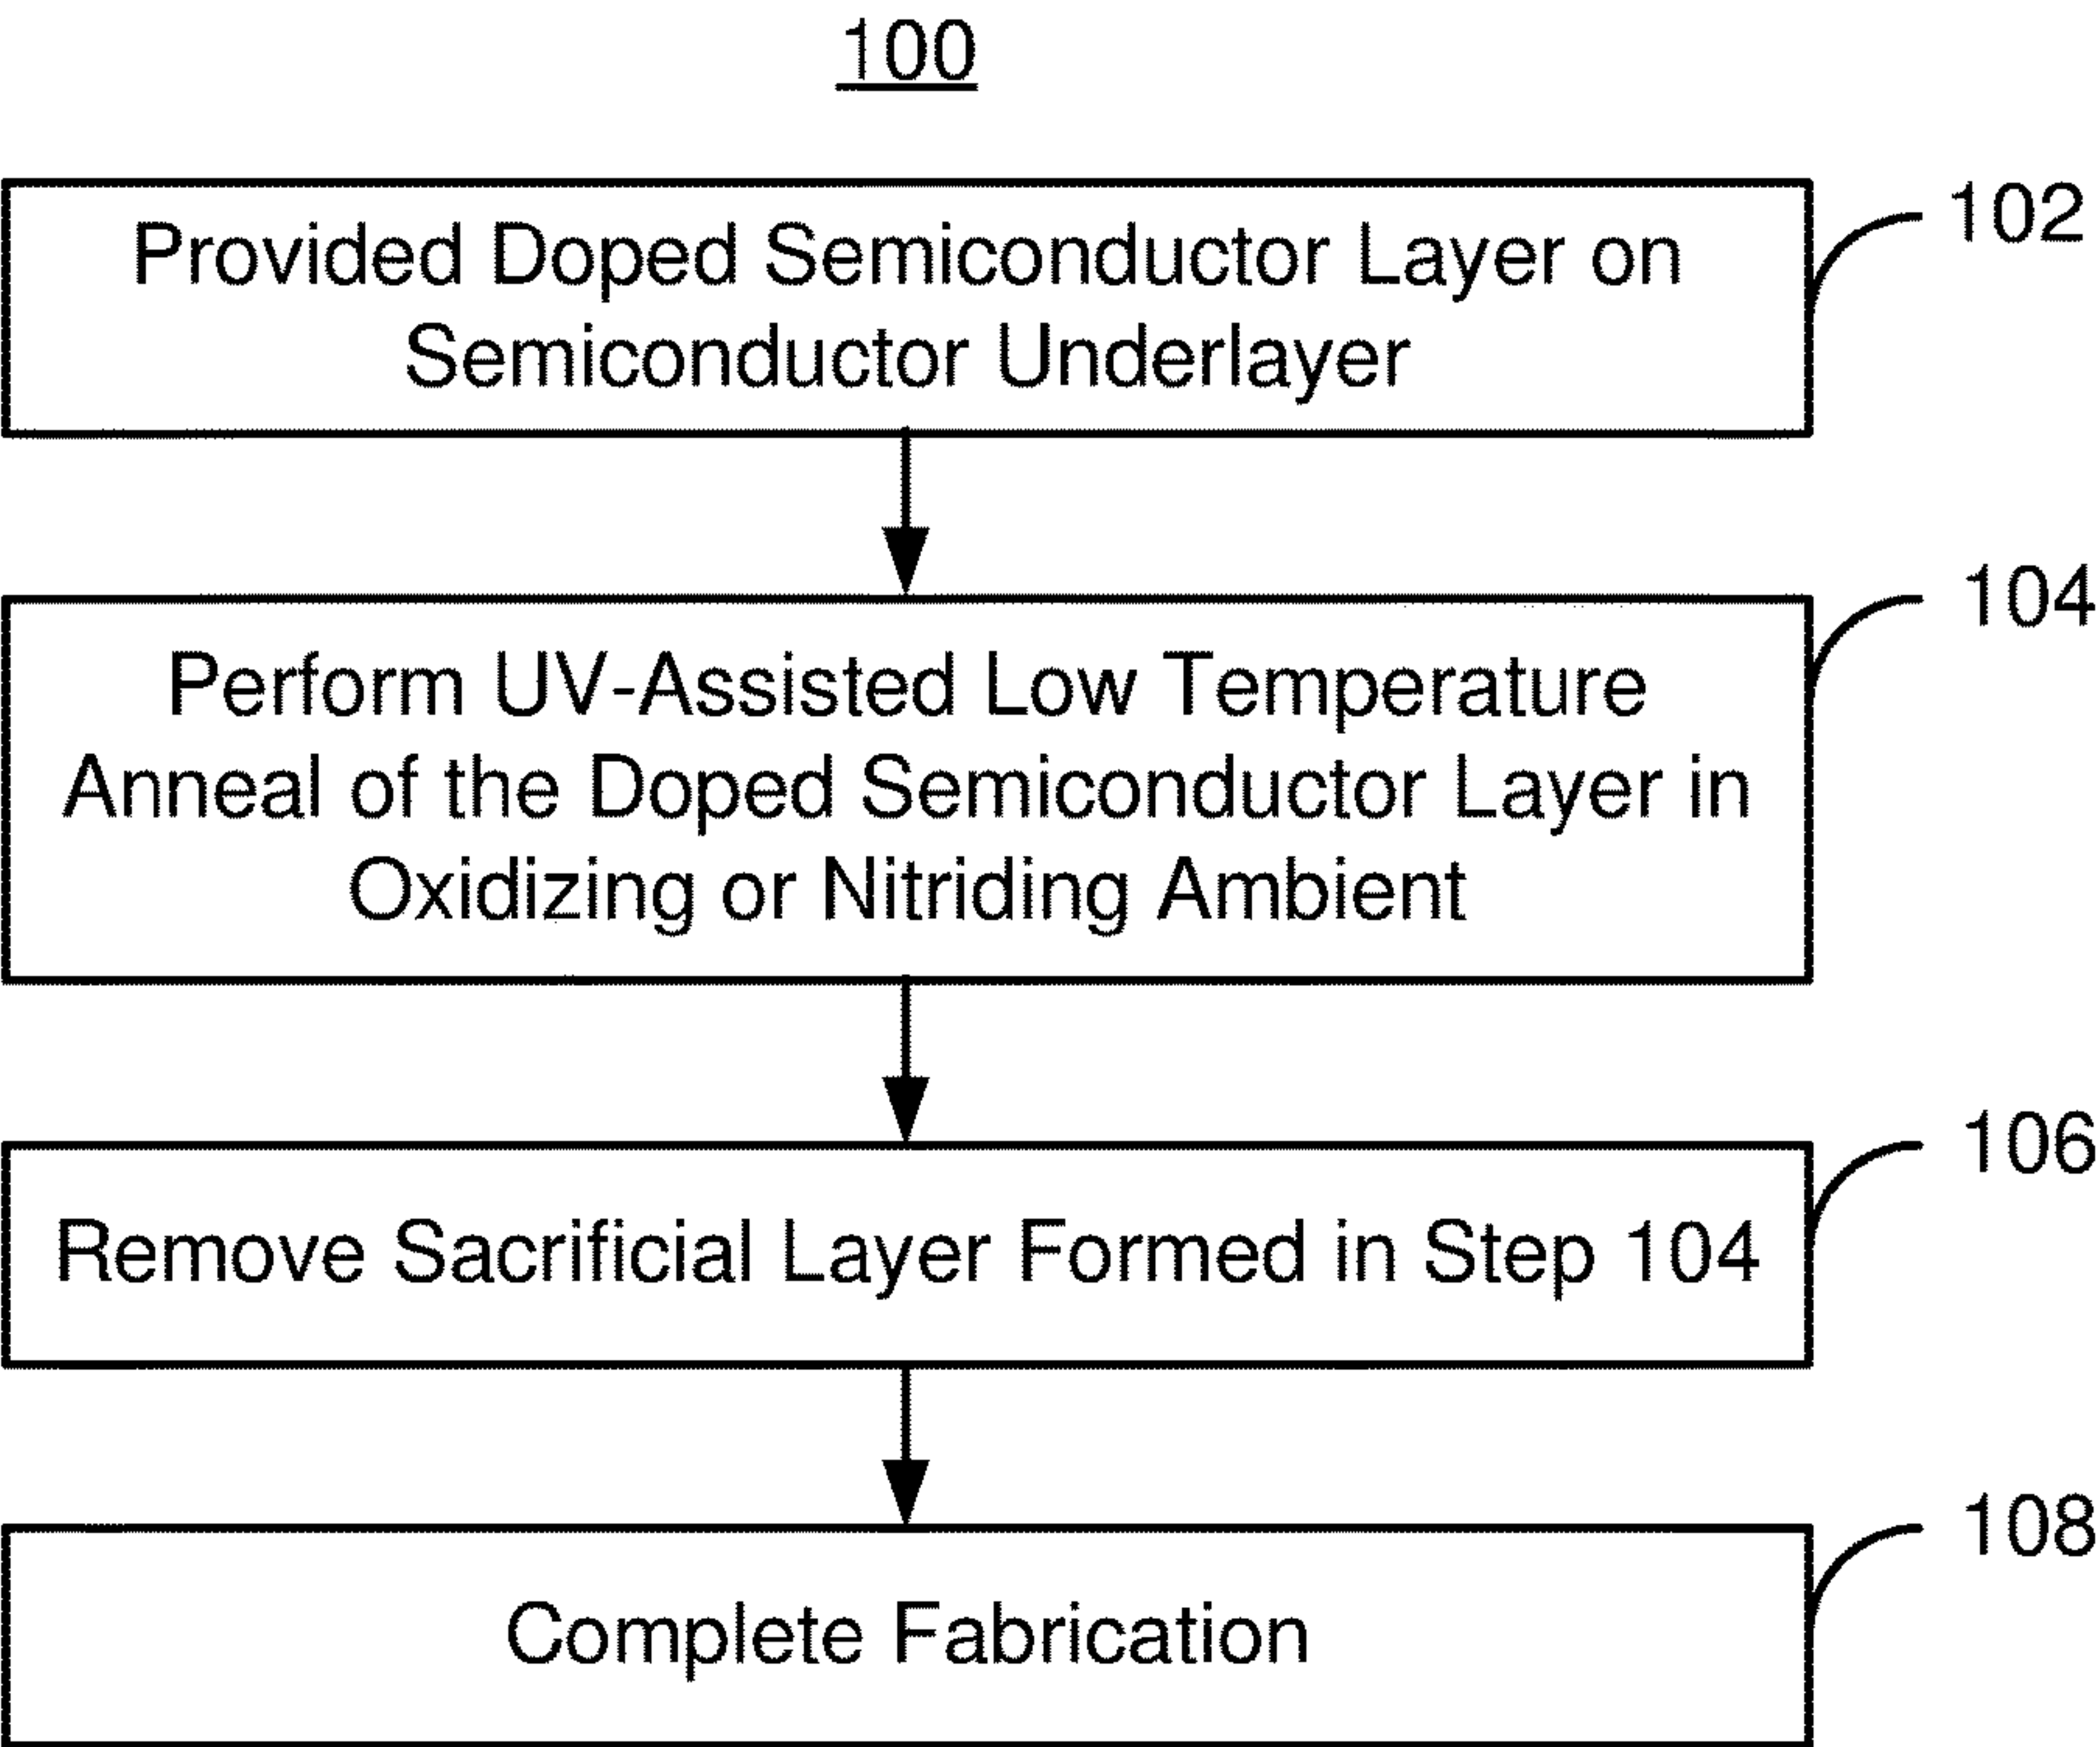 100
Provided Doped Semiconductor Layer on
Semiconductor Underlayer
102
Perform UV-Assisted Low Temperature
Anneal of the Doped Semiconductor Layer in
Oxidizing or Nitriding Ambient
104
Remove Sacrificial Layer Formed in Step 104
106
Complete Fabrication
108